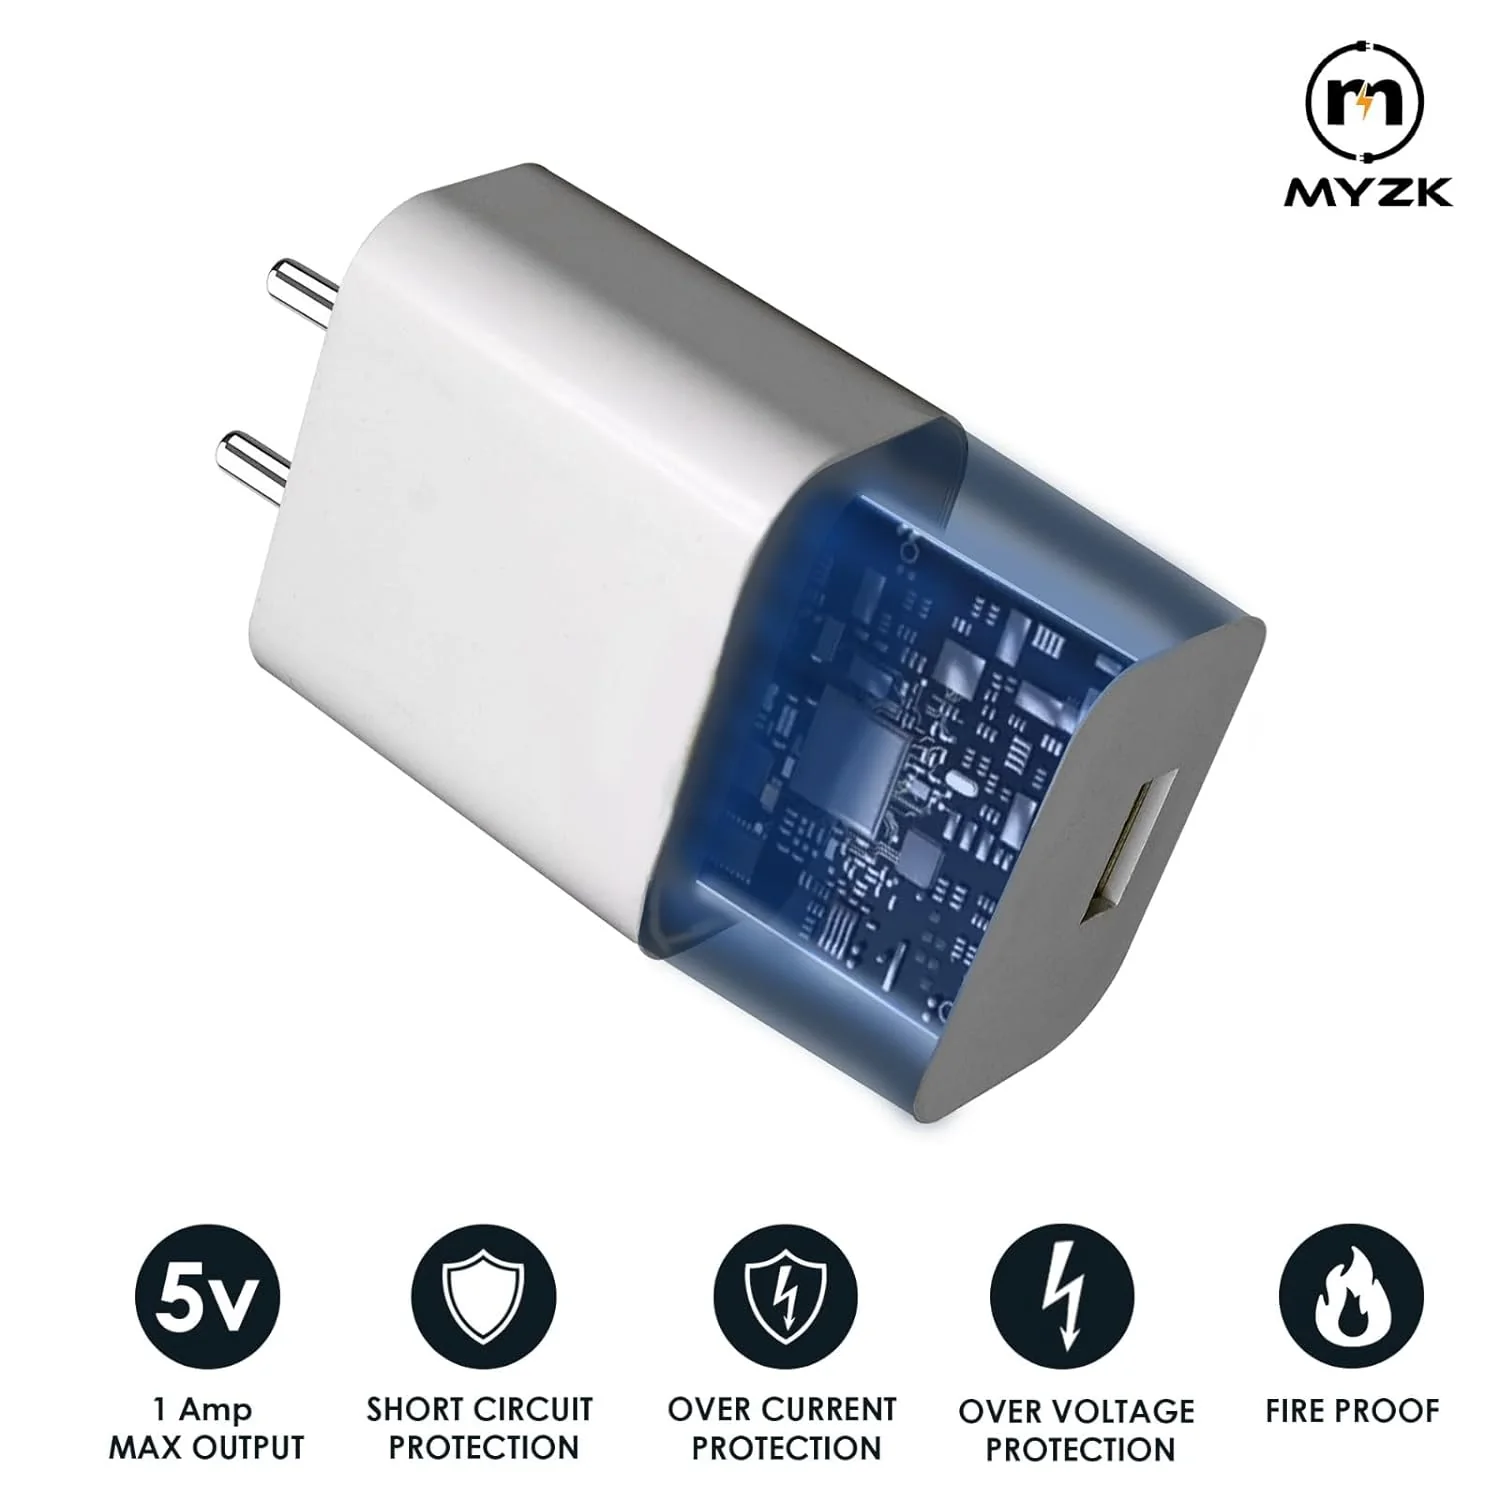 m
MYZK
5v
1 Amp
MAX OUTPUT
SHORT CIRCUIT
PROTECTION
OVER CURRENT
PROTECTION
OVER VOLTAGE
PROTECTION
FIRE PROOF